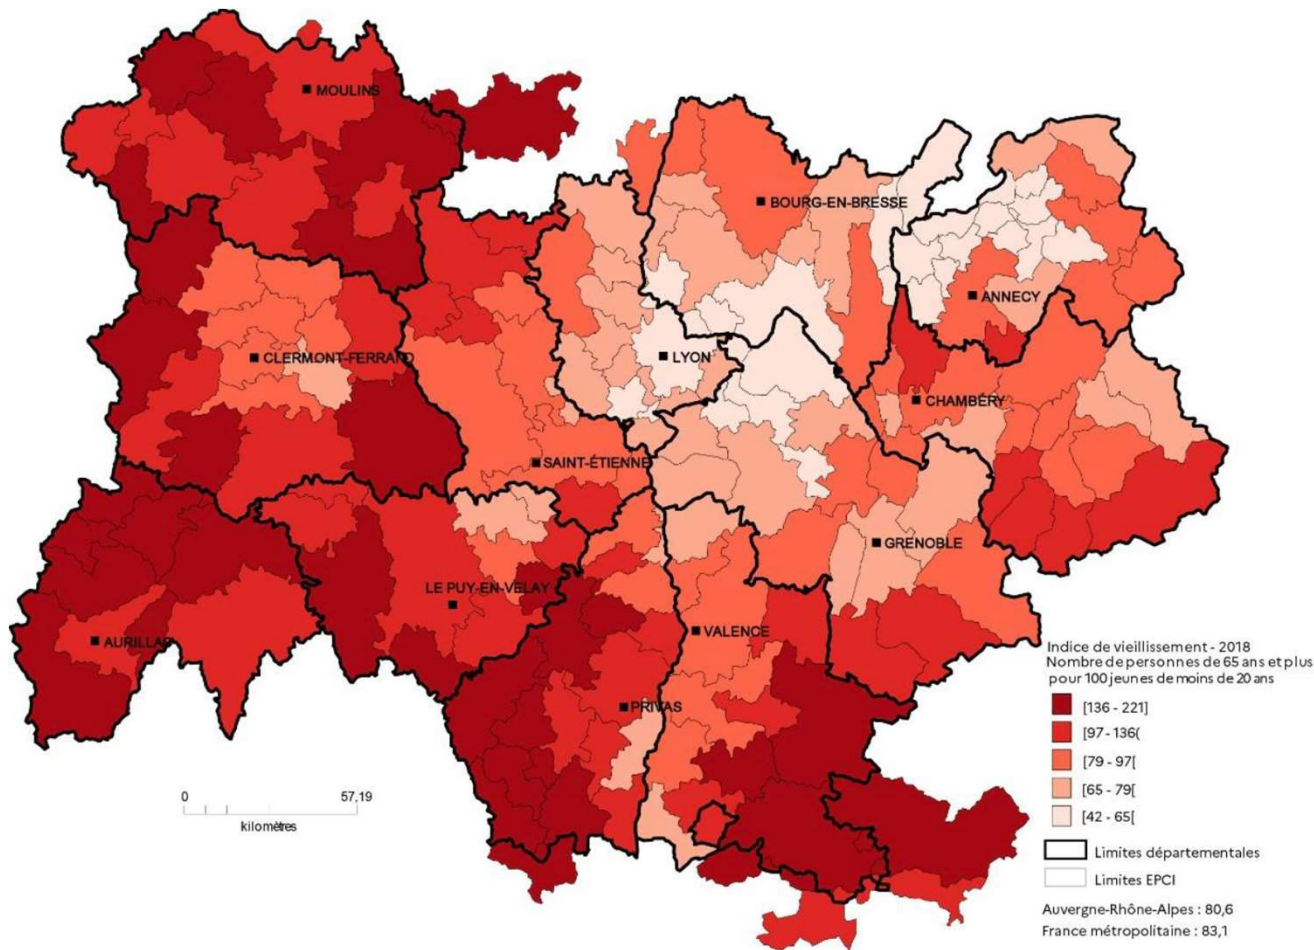 MOULINS
BOURG-EN-BRESSE
ANNECY
CLERMONT-FERRAND
LYON
CHAMBÉRY
SAINT-ÉTIENNE
GRENOBLE
LE PUY-EN-VELAY
AURILLAC
VALENCE
PRIVAS
Indice de vieillissement - 2018
Nombre de personnes de 65 ans et plus
pour 100 jeunes de moins de 20 ans
[136 - 221]
[97 - 136(
[79 - 97[
[65 - 79[
[42 - 65[
Limites départementales
Limites EPCI
Auvergne-Rhône-Alpes : 80,6
France métropolitaine : 83,1
0 57,19
kilomètres